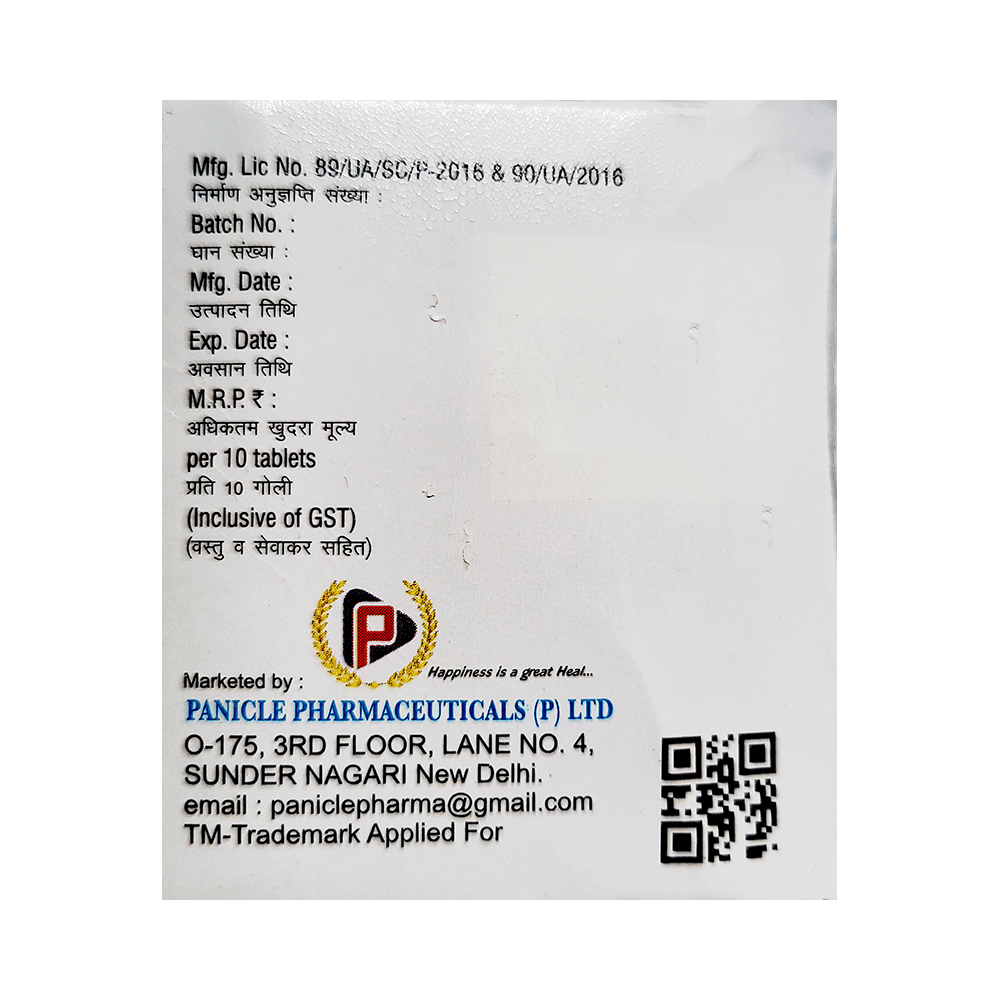 Mfg. Lic No. 89/UA/SC/P-2016 & 90/UA/2016
निर्माण अनुज्ञप्ति संख्या :
Batch No. :
घान संख्या :
Mfg. Date :
उत्पादन तिथि
Exp. Date :
अवसान तिथि
M.R.P. ₹ :
अधिकतम खुदरा मूल्य
per 10 tablets
प्रति 10 गोली
(Inclusive of GST)
(वस्तु व सेवाकर सहित)
P
Happiness is a great Heal...
Marketed by :
PANICLE PHARMACEUTICALS (P) LTD
O-175, 3RD FLOOR, LANE NO. 4,
SUNDER NAGARI New Delhi.
email : paniclepharma@gmail.com
TM-Trademark Applied For